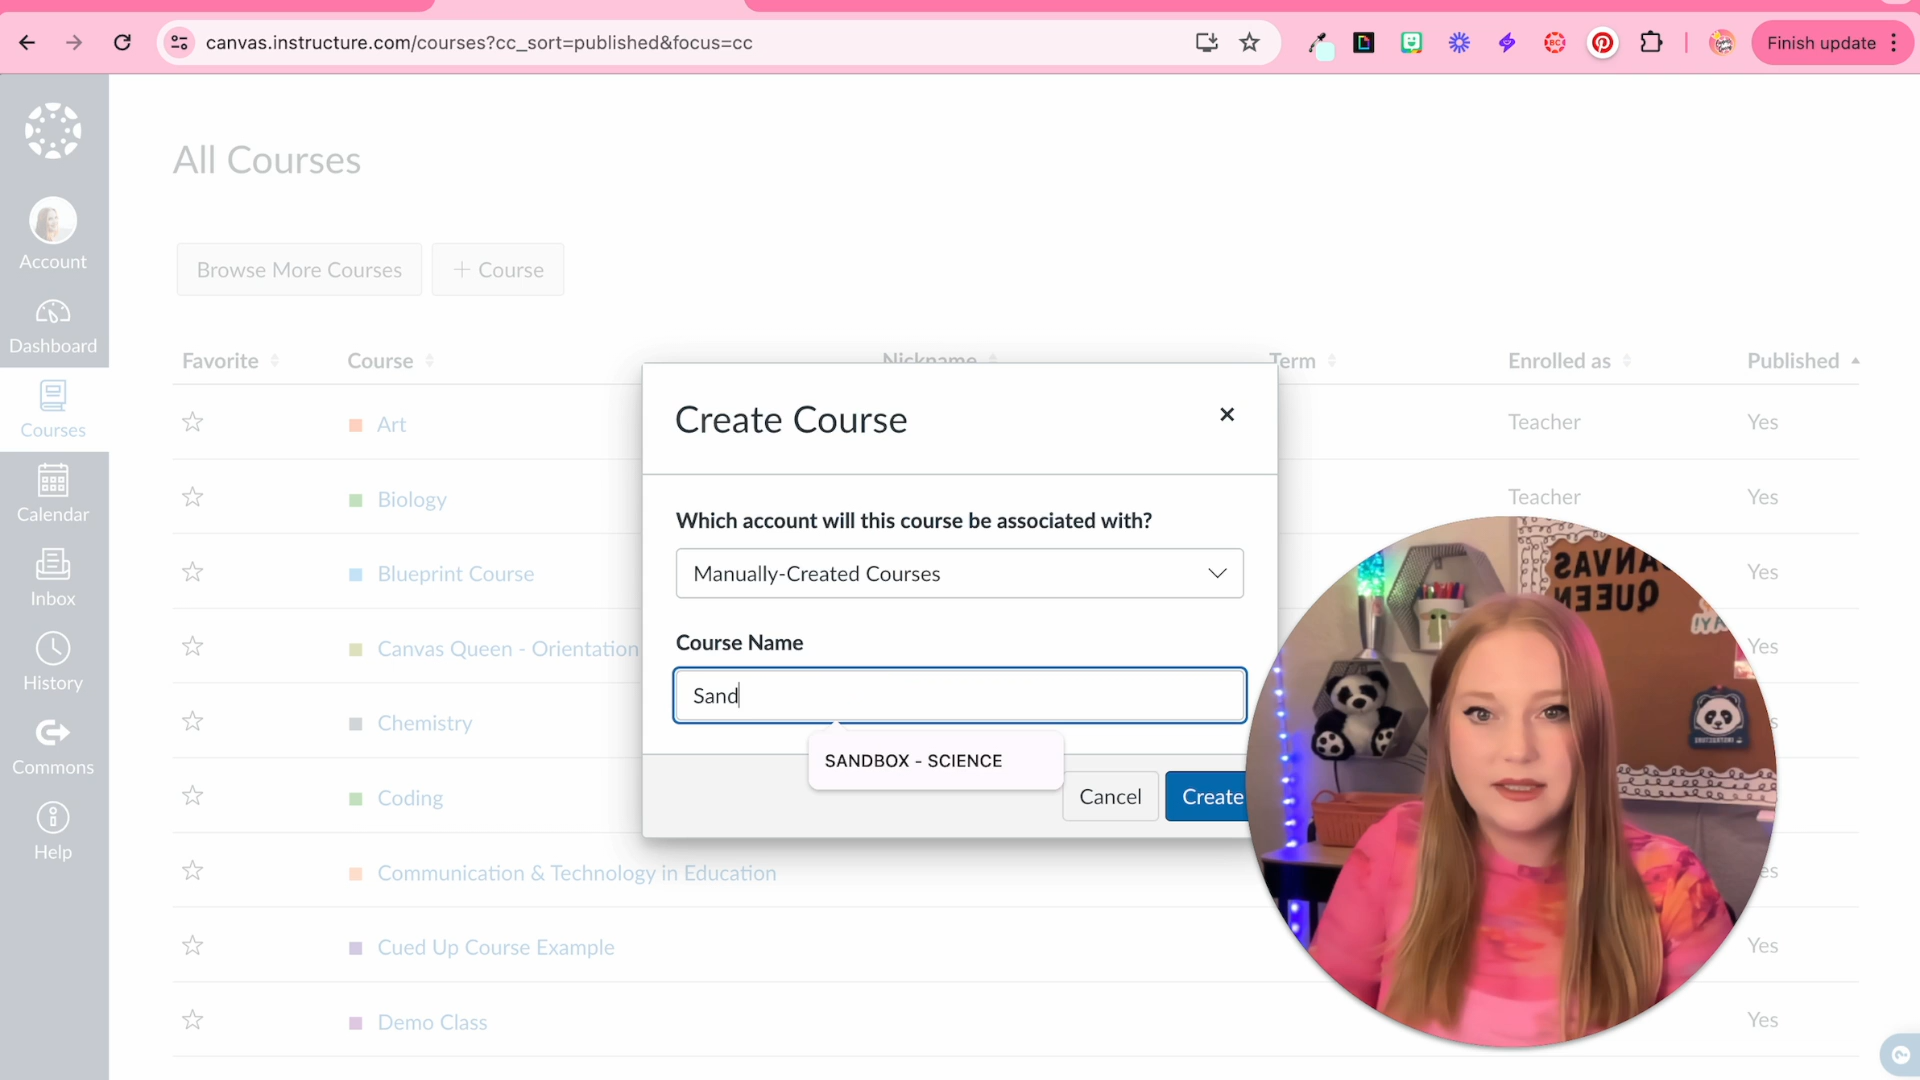 canvas.instructure.com/courses?cc_sort=published&focus=cc
Finish update
All Courses
Browse More Courses
+ Course
Favorite
Course
Nickname
Term
Enrolled as
Published
Art
Teacher
Yes
Biology
Teacher
Yes
Blueprint Course
Yes
Canvas Queen - Orientation
Yes
Chemistry
Coding
Communication & Technology in Education
Cued Up Course Example
Yes
Demo Class
Yes
Account
Dashboard
Courses
Calendar
Inbox
History
Commons
Help
Create Course
Which account will this course be associated with?
Manually-Created Courses
Course Name
Sand
SANDBOX - SCIENCE
Cancel
Create
CANVAS
QUEEN